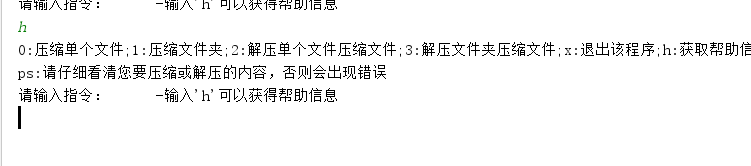 请输入指令:      -输入'h'可以获得帮助信息
h
0:压缩单个文件;1:压缩文件夹;2:解压单个文件压缩文件;3:解压文件夹压缩文件;x:退出该程序;h:获取帮助信
ps:请仔细看清您要压缩或解压的内容，否则会出现错误
请输入指令:      -输入'h'可以获得帮助信息